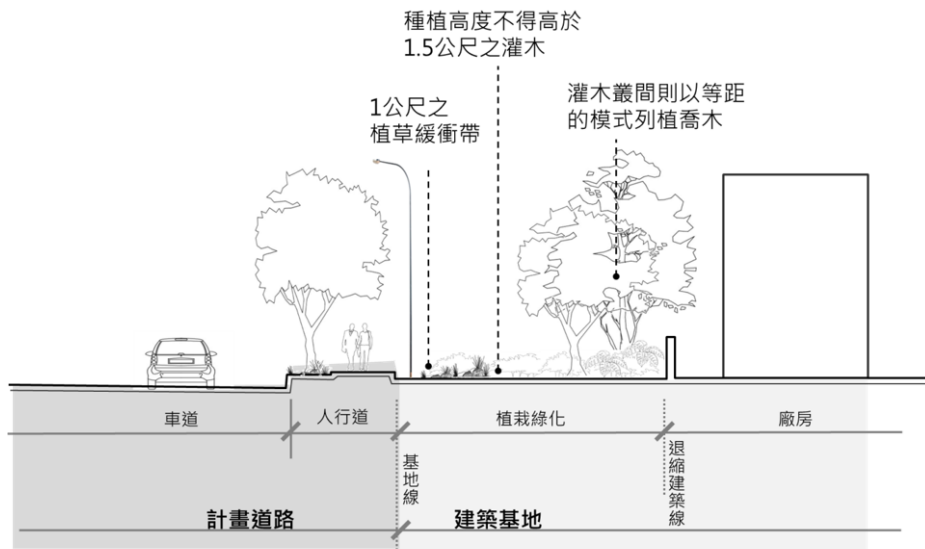 種植高度不得高於
1.5公尺之灌木
1公尺之
植草緩衝帶
灌木叢間則以等距
的模式列植喬木
車道
人行道
植栽綠化
廠房
基地線
退縮建築線
計畫道路
建築基地